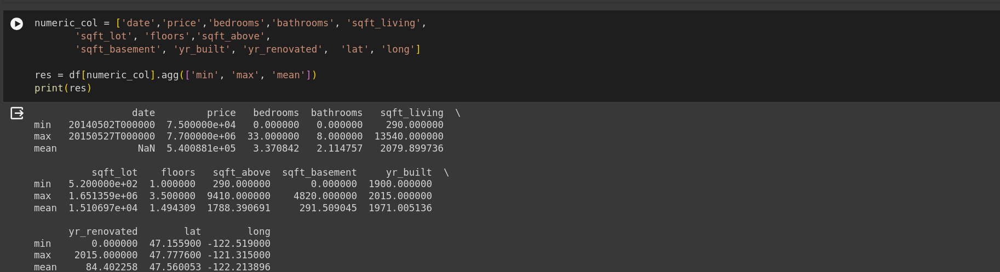 numeric_col = ['date','price','bedrooms','bathrooms', 'sqft_living',
'sqft_lot', 'floors','sqft_above',
'sqft_basement', 'yr_built', 'yr_renovated',  'lat', 'long']
res = df[numeric_col].agg(['min', 'max', 'mean'])
print(res)
date price bedrooms bathrooms sqft_living \
min 20140502T000000 7.500000e+04 0.000000 0.000000 290.000000
max 20150527T000000 7.700000e+06 33.000000 8.000000 13540.000000
mean NaN 5.400881e+05 3.370842 2.114757 2079.899736
sqft_lot floors sqft_above sqft_basement yr_built \
min 5.200000e+02 1.000000 290.000000 0.000000 1900.000000
max 1.651359e+06 3.500000 9410.000000 4820.000000 2015.000000
mean 1.510697e+04 1.494309 1788.390691 291.509045 1971.005136
yr_renovated lat long
min 0.000000 47.155900 -122.519000
max 2015.000000 47.777600 -121.315000
mean 84.402258 47.560053 -122.213896